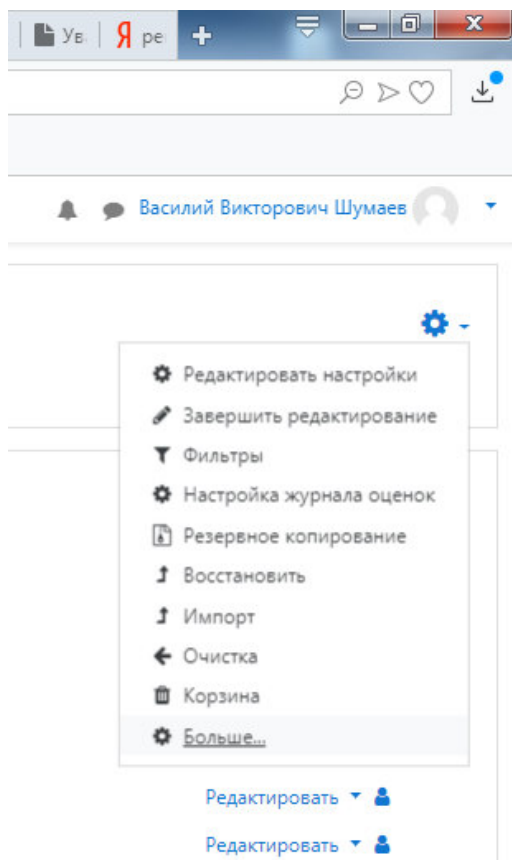 Ув Я ре
Василий Викторович Шумаев
Редактировать настройки
Завершить редактирование
Фильтры
Настройка журнала оценок
Резервное копирование
Восстановить
Импорт
Очистка
Корзина
Больше...
Редактировать
Редактировать